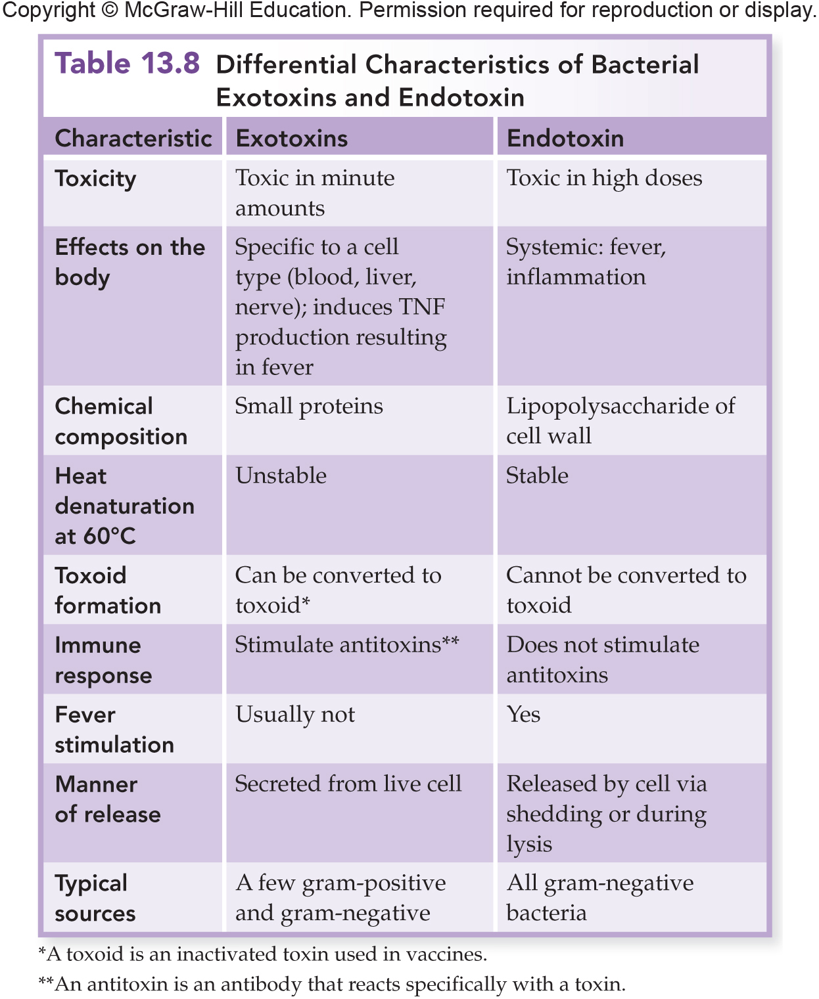 Copyright © McGraw-Hill Education. Permission required for reproduction or display.
Table 13.8 Differential Characteristics of Bacterial
Exotoxins and Endotoxin
Characteristic Exotoxins Endotoxin
Toxicity
Toxic in minute
amounts
Toxic in high doses
Effects on the
body
Specific to a cell
type (blood, liver,
nerve); induces TNF
production resulting
in fever
Systemic: fever,
inflammation
Chemical
composition
Small proteins
Lipopolysaccharide of
cell wall
Heat
denaturation
at 60°C
Unstable
Stable
Toxoid
formation
Can be converted to
toxoid*
Cannot be converted to
toxoid
Immune
response
Stimulate antitoxins**
Does not stimulate
antitoxins
Fever
stimulation
Usually not
Yes
Manner
of release
Secreted from live cell
Released by cell via
shedding or during
lysis
Typical
sources
A few gram-positive
and gram-negative
All gram-negative
bacteria
*A toxoid is an inactivated toxin used in vaccines.
**An antitoxin is an antibody that reacts specifically with a toxin.